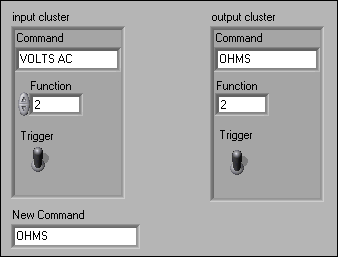 input cluster
Command
VOLTS AC
Function
2
Trigger
New Command
OHMS
output cluster
Command
OHMS
Function
2
Trigger